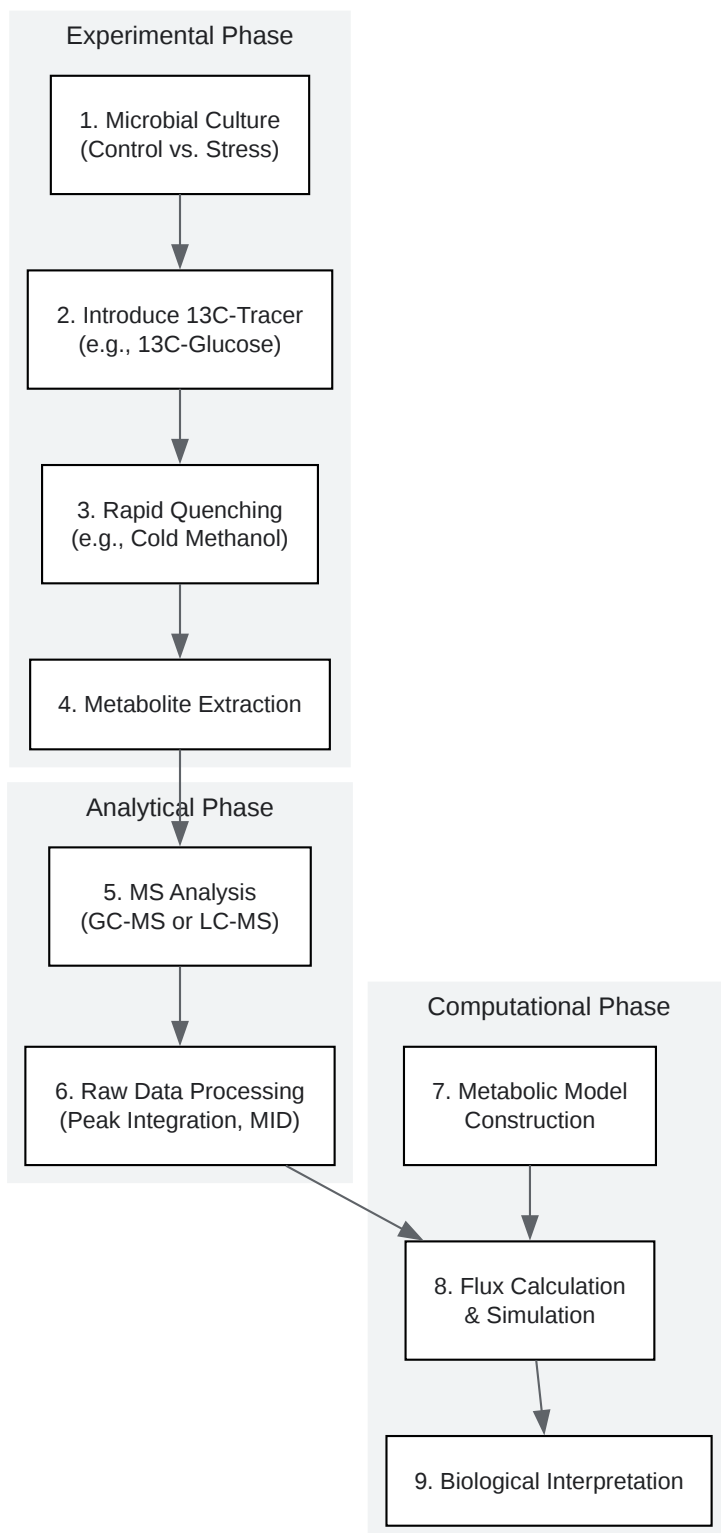 Experimental Phase
1. Microbial Culture
(Control vs. Stress)
2. Introduce 13C-Tracer
(e.g., 13C-Glucose)
3. Rapid Quenching
(e.g., Cold Methanol)
4. Metabolite Extraction
Analytical Phase
5. MS Analysis
(GC-MS or LC-MS)
6. Raw Data Processing
(Peak Integration, MID)
Computational Phase
7. Metabolic Model
Construction
8. Flux Calculation
& Simulation
9. Biological Interpretation